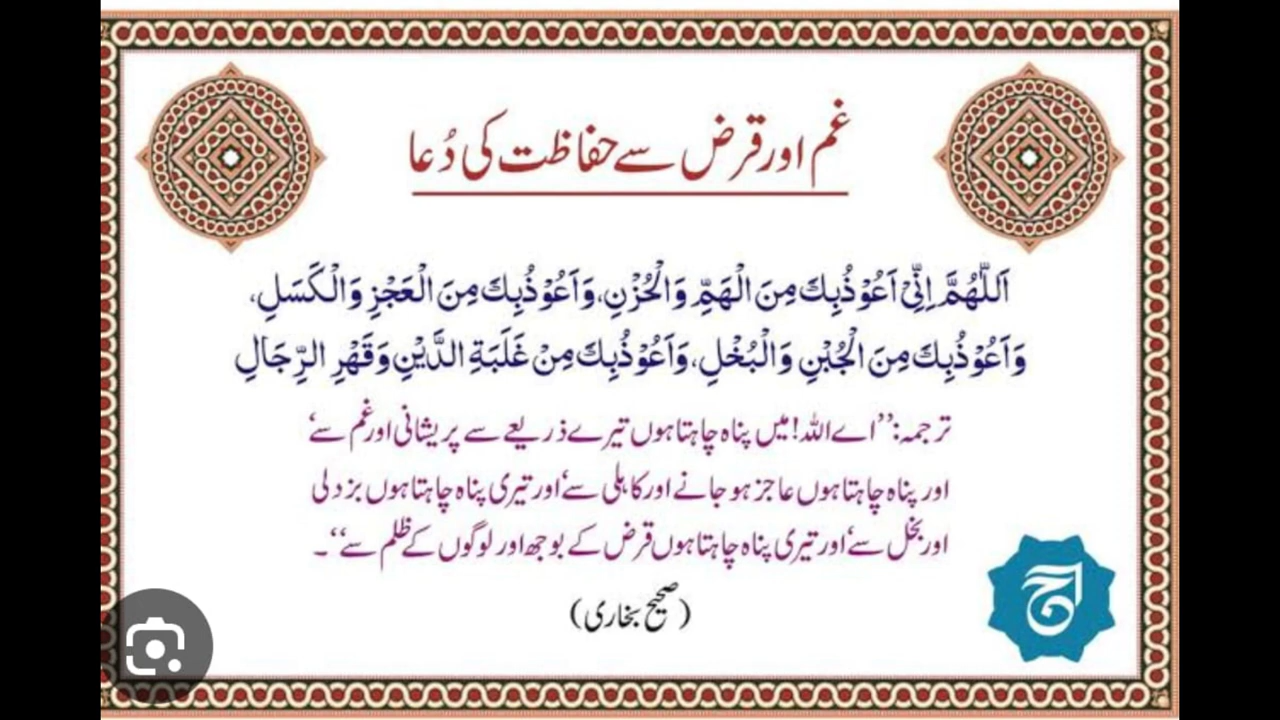 غم اور قرض سے حفاظت کی دُعا
اَللّٰهُمَّ اِنِّیْ اَعُوْذُبِكَ مِنَ الْهَمِّ وَالْحُزْنِ، وَاَعُوْذُبِكَ مِنَ الْعَجْزِ وَالْكَسَلِ،
وَاَعُوْذُبِكَ مِنَ الْجُبْنِ وَالْبُخْلِ، وَاَعُوْذُبِكَ مِنْ غَلَبَةِ الدَّيْنِ وَقَهْرِ الرِّجَالِ
ترجمہ: ’’اے اللہ! میں پناہ چاہتا ہوں تیرے ذریعے سے پریشانی اور غم سے‘
اور پناہ چاہتا ہوں عاجز ہو جانے اور کاہلی سے‘ اور تیری پناہ چاہتا ہوں بزدلی
اور بخل سے‘ اور تیری پناہ چاہتا ہوں قرض کے بوجھ اور لوگوں کے ظلم سے‘‘۔
(صحیح بخاری)